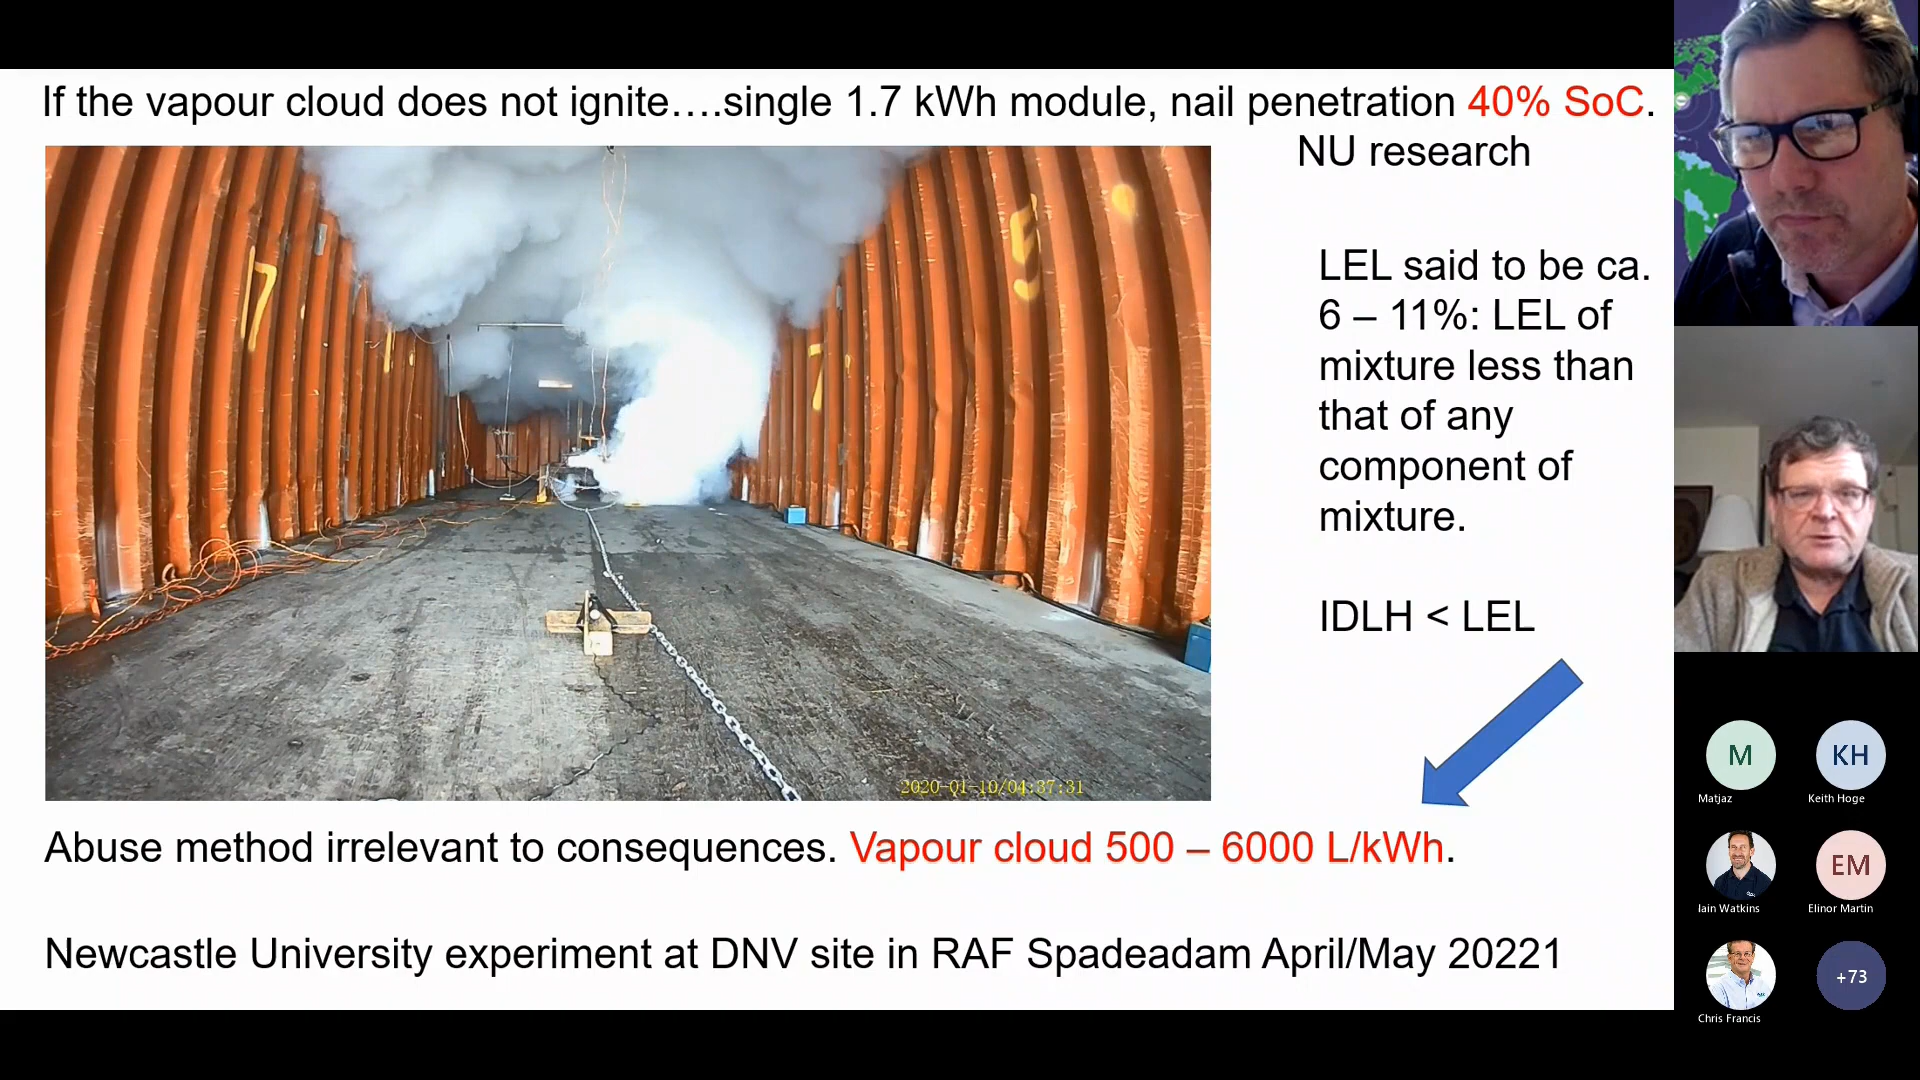 If the vapour cloud does not ignite….single 1.7 kWh module, nail penetration 40% SoC.
NU research
LEL said to be ca.
6 – 11%: LEL of
mixture less than
that of any
component of
mixture.
IDLH < LEL
7
5
1
7
2020-01-10/04:37:31
Abuse method irrelevant to consequences. Vapour cloud 500 – 6000 L/kWh.
Newcastle University experiment at DNV site in RAF Spadeadam April/May 20221
M
KH
Matjaz
Keith Hoge
EM
Iain Watkins
Elinor Martin
+73
Chris Francis